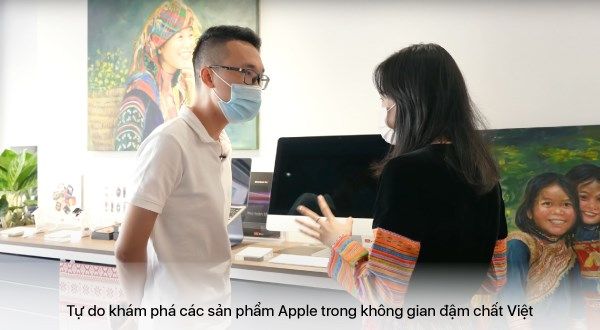 Tự do khám phá các sản phẩm Apple trong không gian đậm chất Việt